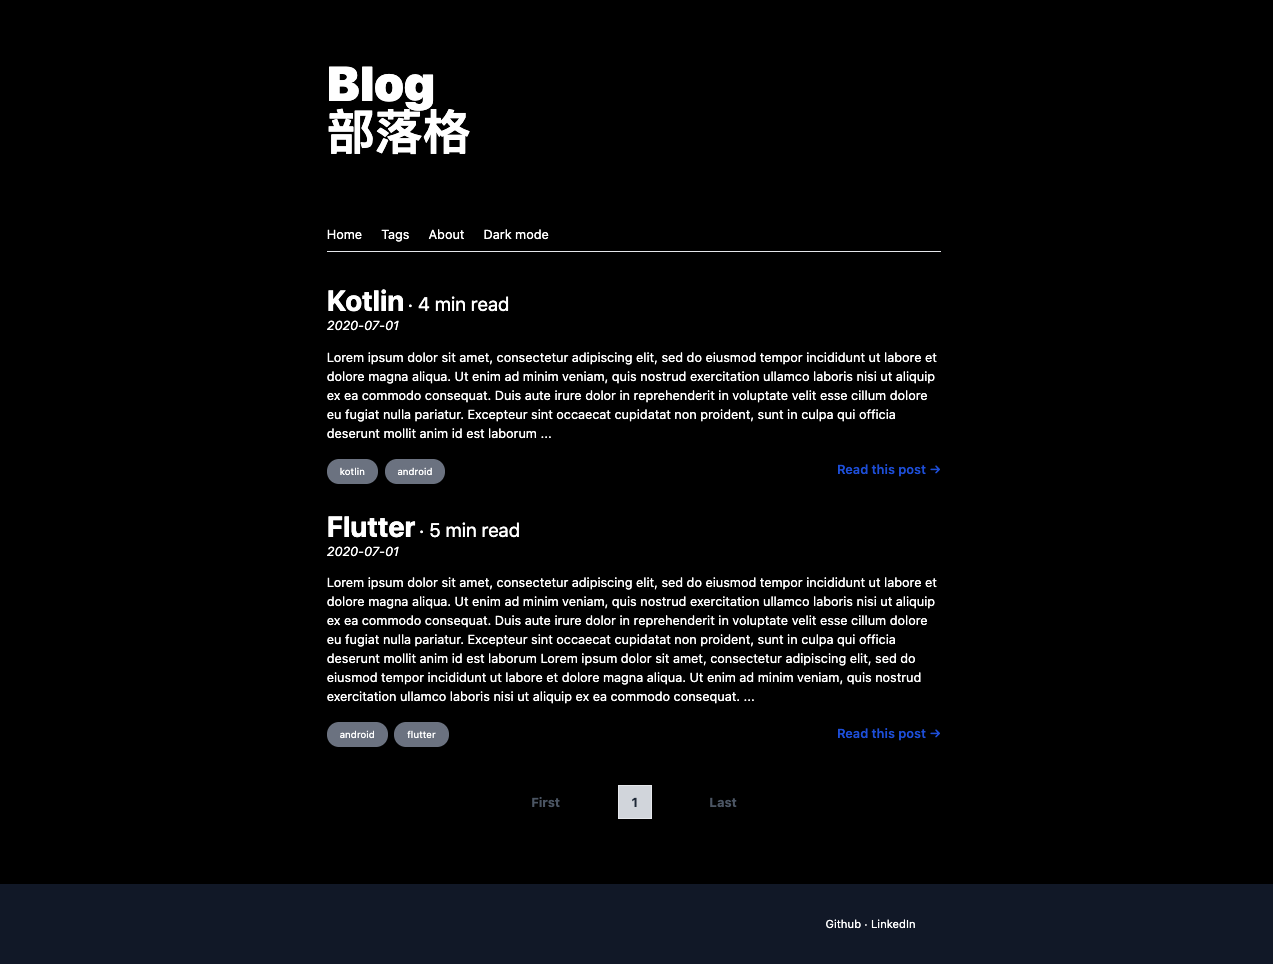 Blog
部落格
Home Tags About Dark mode
Kotlin · 4 min read
2020-07-01
Lorem ipsum dolor sit amet, consectetur adipiscing elit, sed do eiusmod tempor incididunt ut labore et
dolore magna aliqua. Ut enim ad minim veniam, quis nostrud exercitation ullamco laboris nisi ut aliquip
ex ea commodo consequat. Duis aute irure dolor in reprehenderit in voluptate velit esse cillum dolore
eu fugiat nulla pariatur. Excepteur sint occaecat cupidatat non proident, sunt in culpa qui officia
deserunt mollit anim id est laborum ...
kotlin android Read this post →
Flutter · 5 min read
2020-07-01
Lorem ipsum dolor sit amet, consectetur adipiscing elit, sed do eiusmod tempor incididunt ut labore et
dolore magna aliqua. Ut enim ad minim veniam, quis nostrud exercitation ullamco laboris nisi ut aliquip
ex ea commodo consequat. Duis aute irure dolor in reprehenderit in voluptate velit esse cillum dolore
eu fugiat nulla pariatur. Excepteur sint occaecat cupidatat non proident, sunt in culpa qui officia
deserunt mollit anim id est laborum Lorem ipsum dolor sit amet, consectetur adipiscing elit, sed do
eiusmod tempor incididunt ut labore et dolore magna aliqua. Ut enim ad minim veniam, quis nostrud
exercitation ullamco laboris nisi ut aliquip ex ea commodo consequat. ...
android flutter Read this post →
First 1 Last
Github · LinkedIn